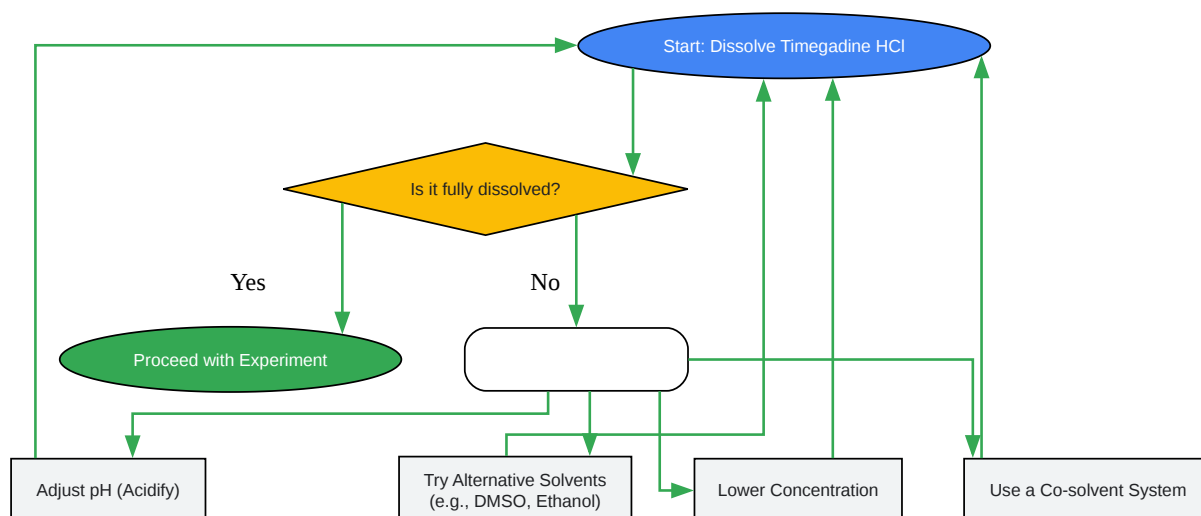 Start: Dissolve Timegadine HCl
Is it fully dissolved?
Yes
No
Proceed with Experiment
Adjust pH (Acidify)
Try Alternative Solvents
(e.g., DMSO, Ethanol)
Lower Concentration
Use a Co-solvent System